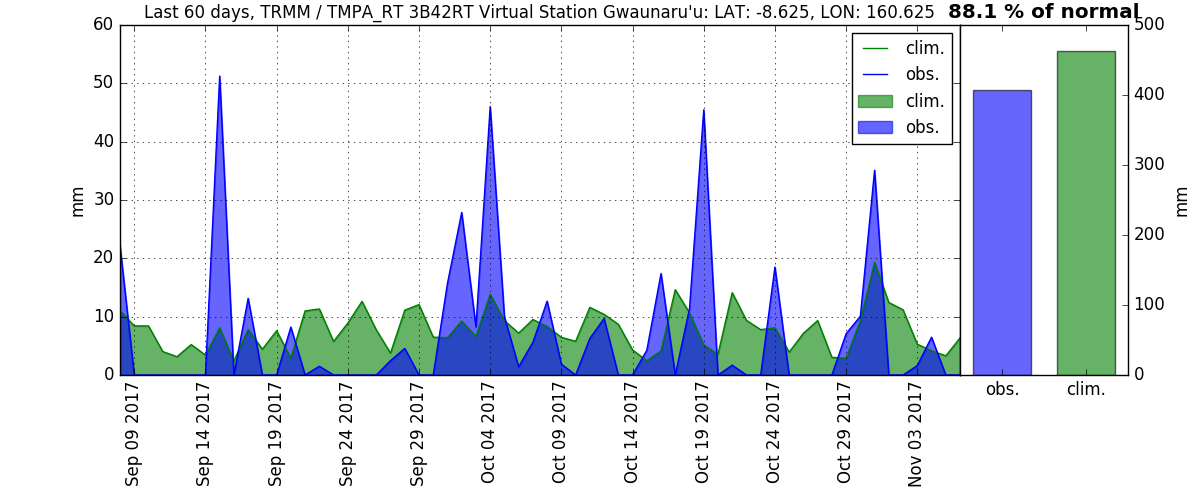 Last 60 days, TRMM / TMPA_RT 3B42RT Virtual Station Gwaunaru'u: LAT: -8.625, LON: 160.625
88.1 % of normal
60
50
40
30
20
10
0
mm
clim.
obs.
clim.
obs.
500
400
300
200
100
0
mm
obs.
clim.
Sep 09 2017
Sep 14 2017
Sep 19 2017
Sep 24 2017
Sep 29 2017
Oct 04 2017
Oct 09 2017
Oct 14 2017
Oct 19 2017
Oct 24 2017
Oct 29 2017
Nov 03 2017